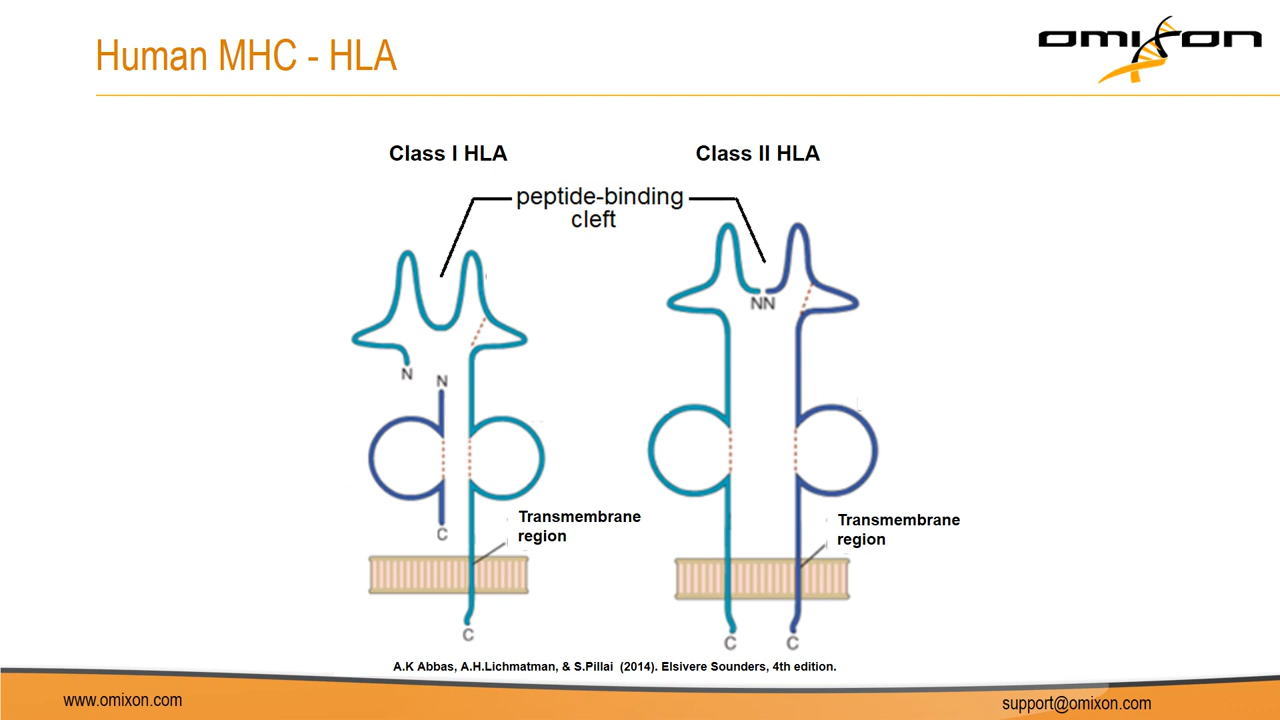 Human MHC - HLA
OMIXON
Class I HLA
Class II HLA
peptide-binding
cleft
NN
N
N
Transmembrane
region
Transmembrane
region
C
C
C
C
A.K Abbas, A.H.Lichmatman, & S.Pillai (2014). Elsivere Sounders, 4th edition.
www.omixon.com
support@omixon.com